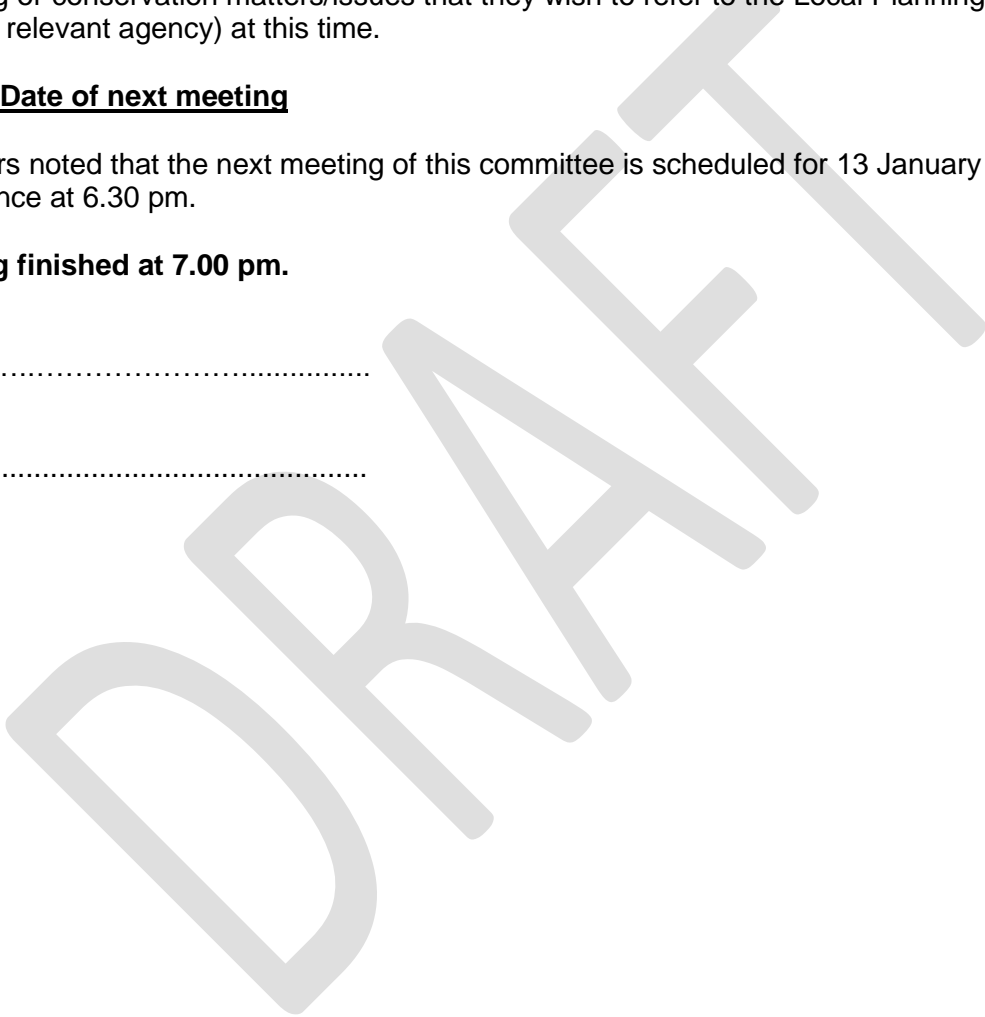 or conservation matters/issues that they wish to refer to the Local Planning
relevant agency) at this time.
Date of next meeting
noted that the next meeting of this committee is scheduled for 13 January
at 6.30 pm.
finished at 7.00 pm.
….……………………...............
...............................................
DRAFT